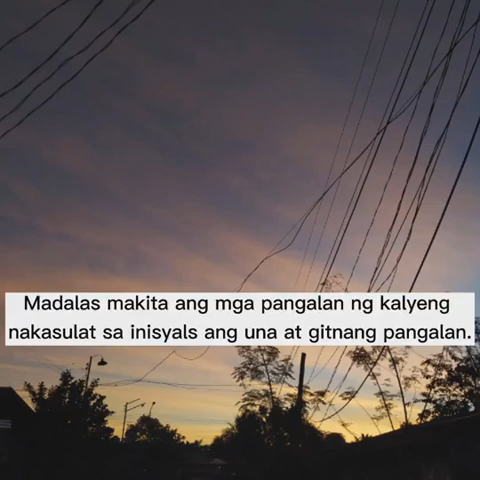 Madalas makita ang mga pangalan ng kalyeng
nakasulat sa inisyals ang una at gitnang pangalan.